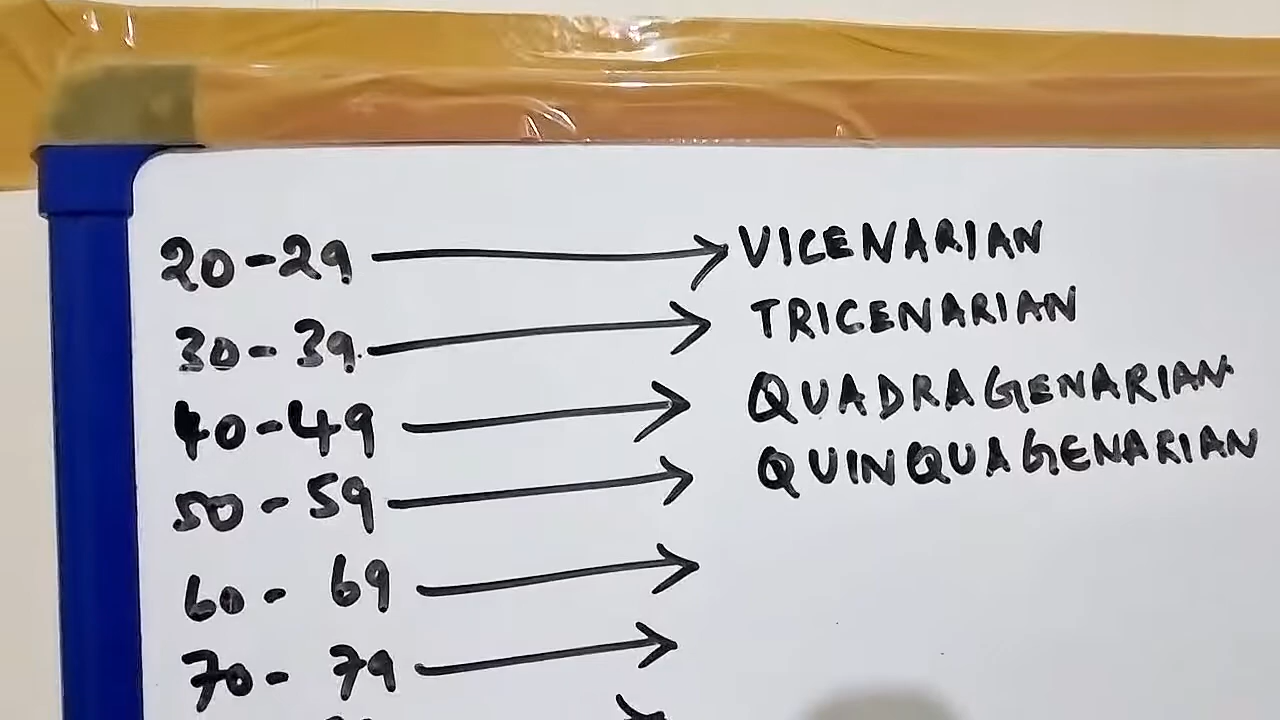 20-29 → VICENARIAN
30-39 → TRICENARIAN
40-49 → QUADRAGENARIAN
50-59 → QUINQUAGENARIAN
60- 69 →
70- 79 →